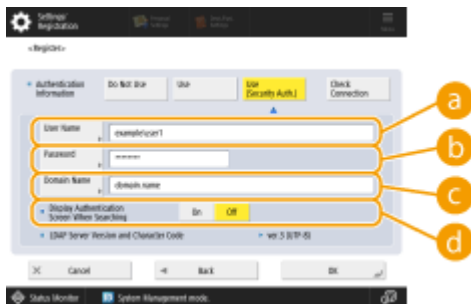 Settings/
Registration
<Register>
Authentication
Information
Do Not Use
Use
Use
(Security Auth.)
Check
Connection
User Name
example\user1
Password
********
Domain Name
domain.name
Display Authentication
Screen When Searching
On
Off
LDAP Server Version and Character Code
ver.3 (UTF-8)
Cancel
Back
OK
Status Monitor
System Management mode.
a
b
c
d